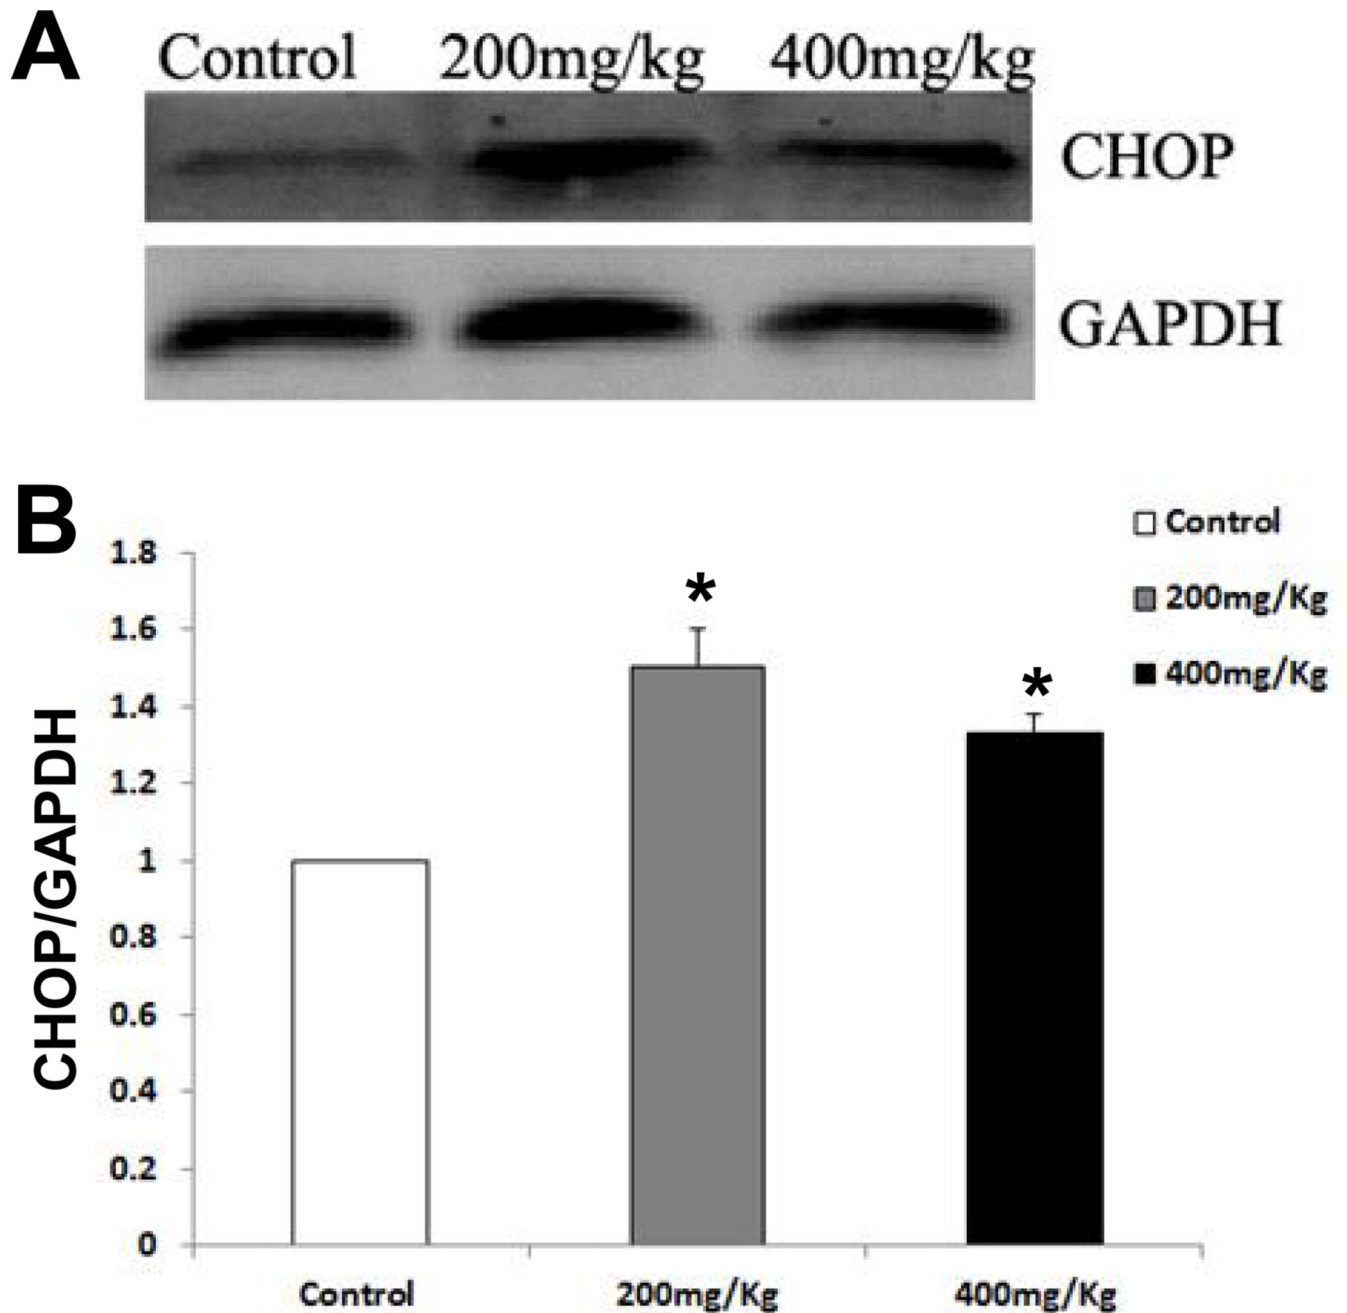 A
Control 200mg/kg 400mg/kg
CHOP
GAPDH
B
Control
200mg/Kg
400mg/Kg
CHOP/GAPDH
1.8
1.6
1.4
1.2
1
0.8
0.6
0.4
0.2
0
*
*
Control 200mg/Kg 400mg/Kg